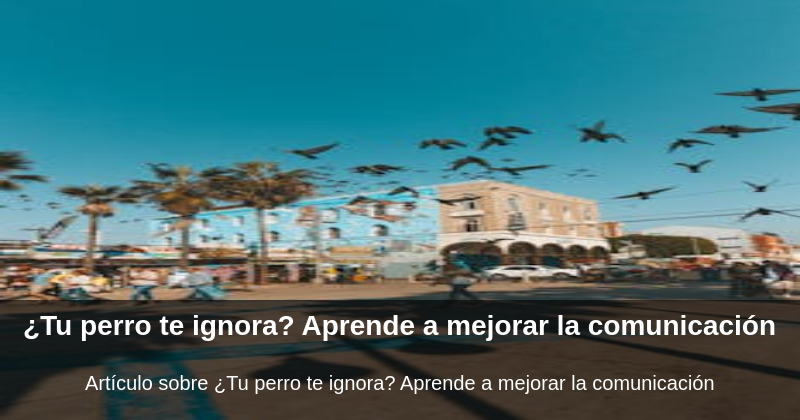 ¿Tu perro te ignora? Aprende a mejorar la comunicación
Artículo sobre ¿Tu perro te ignora? Aprende a mejorar la comunicación